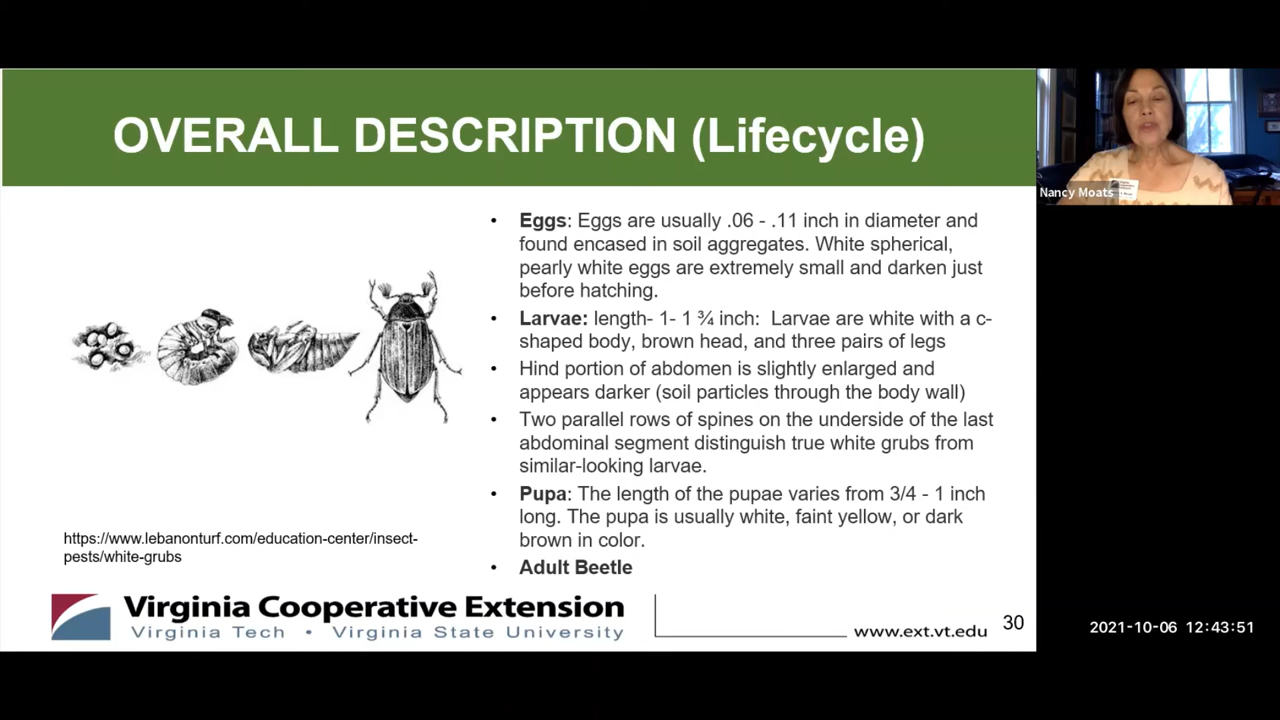 OVERALL DESCRIPTION (Lifecycle)
Nancy Moats
• Eggs: Eggs are usually .06 - .11 inch in diameter and
found encased in soil aggregates. White spherical,
pearly white eggs are extremely small and darken just
before hatching.
• Larvae: length- 1- 1 ¾ inch: Larvae are white with a c-
shaped body, brown head, and three pairs of legs
• Hind portion of abdomen is slightly enlarged and
appears darker (soil particles through the body wall)
• Two parallel rows of spines on the underside of the last
abdominal segment distinguish true white grubs from
similar-looking larvae.
• Pupa: The length of the pupae varies from 3/4 - 1 inch
long. The pupa is usually white, faint yellow, or dark
brown in color.
• Adult Beetle
https://www.lebanonturf.com/education-center/insect-
pests/white-grubs
Virginia Cooperative Extension
Virginia Tech • Virginia State University
www.ext.vt.edu
30
2021-10-06 12:43:51